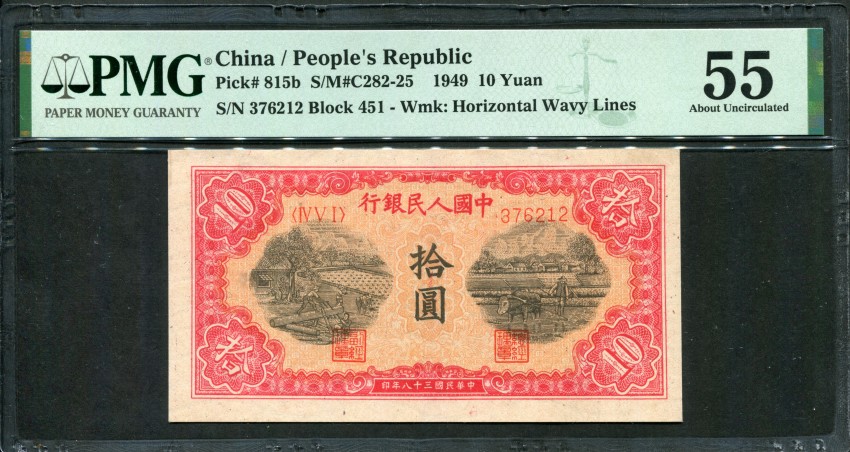 PMG®
PAPER MONEY GUARANTY
China / People's Republic
Pick# 815b S/M#C282-25 1949 10 Yuan
S/N 376212 Block 451 - Wmk: Horizontal Wavy Lines
55
About Uncirculated
行銀民人國中
〈ⅣⅤⅠ〉
376212
10
拾
拾圓
拾
10
印年八十三國民華中